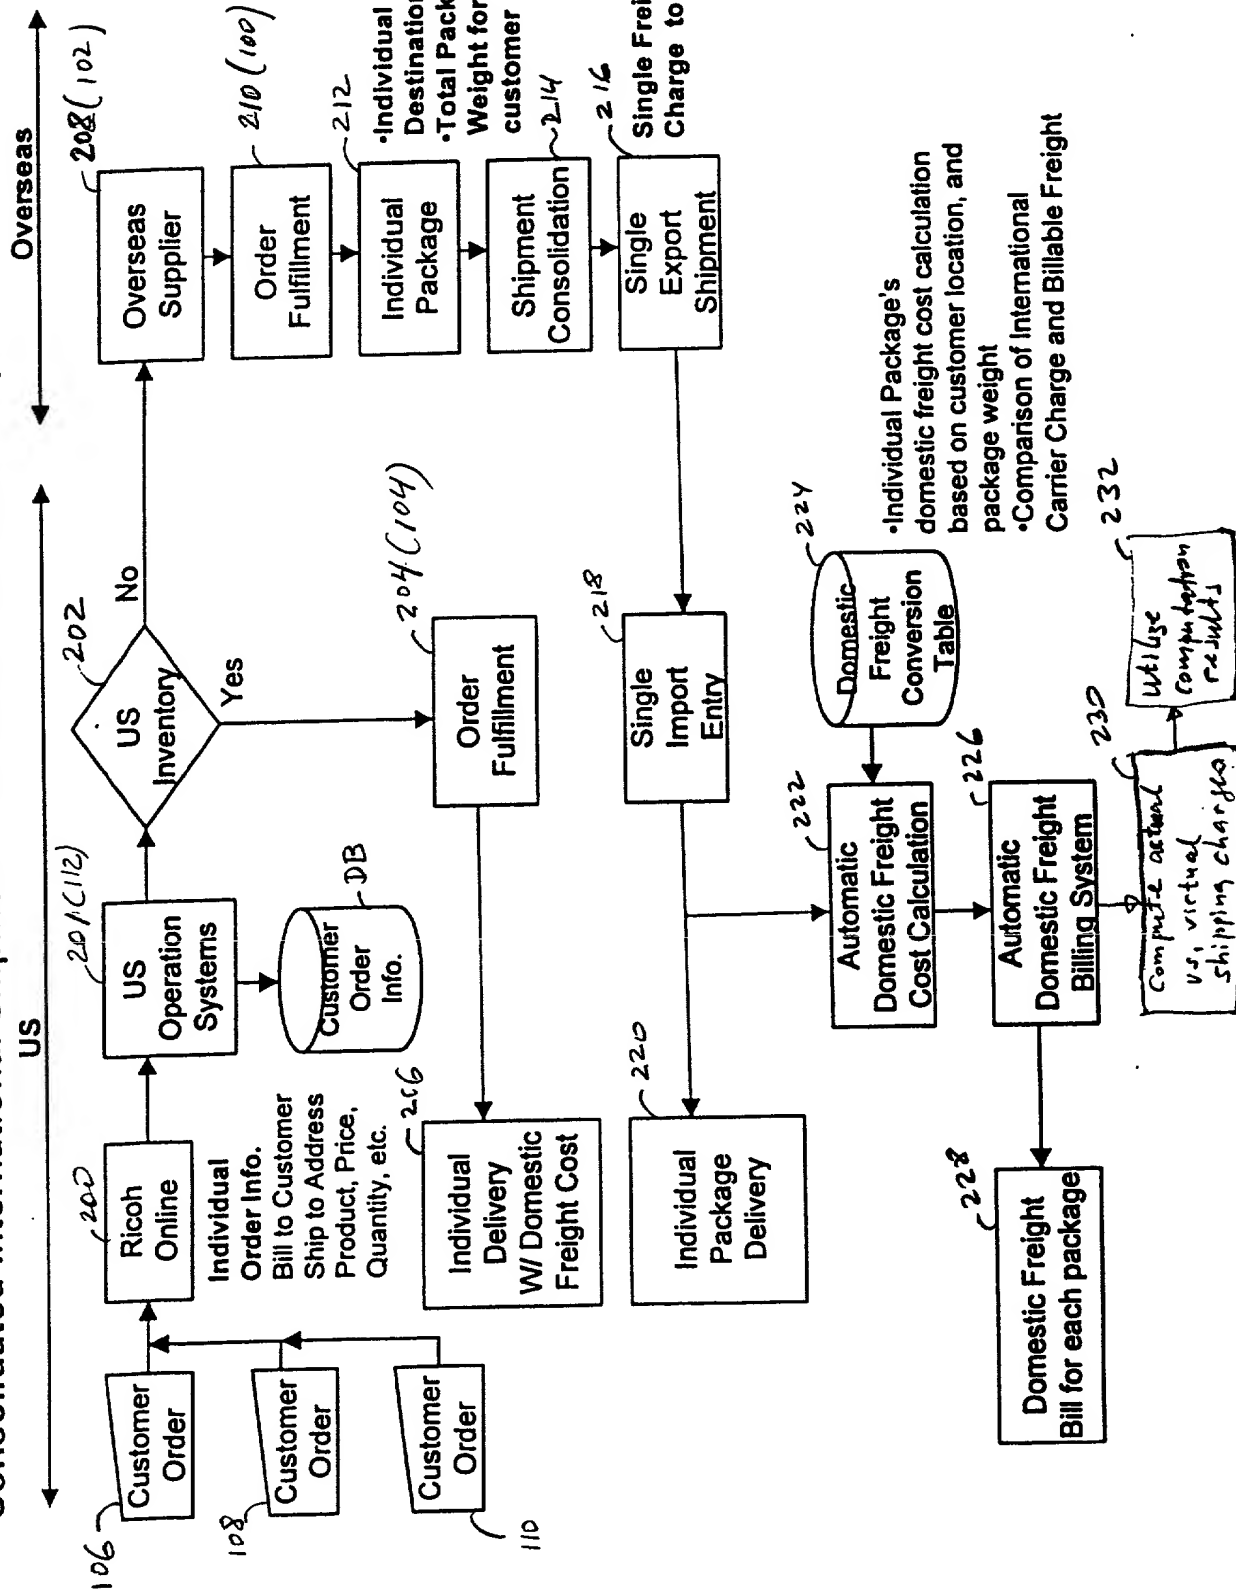 US
Overseas
106
Customer
Order
108
Customer
Order
110
Customer
Order
200
Ricoh
Online
Individual
Order Info.
Bill to Customer
Ship to Address
Product, Price,
Quantity, etc.
201(112)
US
Operation
Systems
DB
Customer
Order
Info.
202
US
Inventory
No
Yes
204(104)
Order
Fulfillment
206
Individual
Delivery
W/ Domestic
Freight Cost
208(102)
Overseas
Supplier
210(100)
Order
Fulfillment
212
Individual
Package
•Individual
•Total
Weight for
customer
214
Shipment
Consolidation
216
Single
Export
Shipment
Single
Charge to
218
Single
Import
Entry
220
Individual
Package
Delivery
222
Automatic
Domestic Freight
Cost Calculation
224
Domestic
Freight
Conversion
Table
•Individual Package's
domestic freight cost calculation
based on customer location, and
package weight
•Comparison of International
Carrier Charge and Billable Freight
226
Automatic
Domestic Freight
Billing System
228
Domestic Freight
Bill for each package
230
Compute actual
vs. virtual
shipping charges.
232
Utilize
computation
results